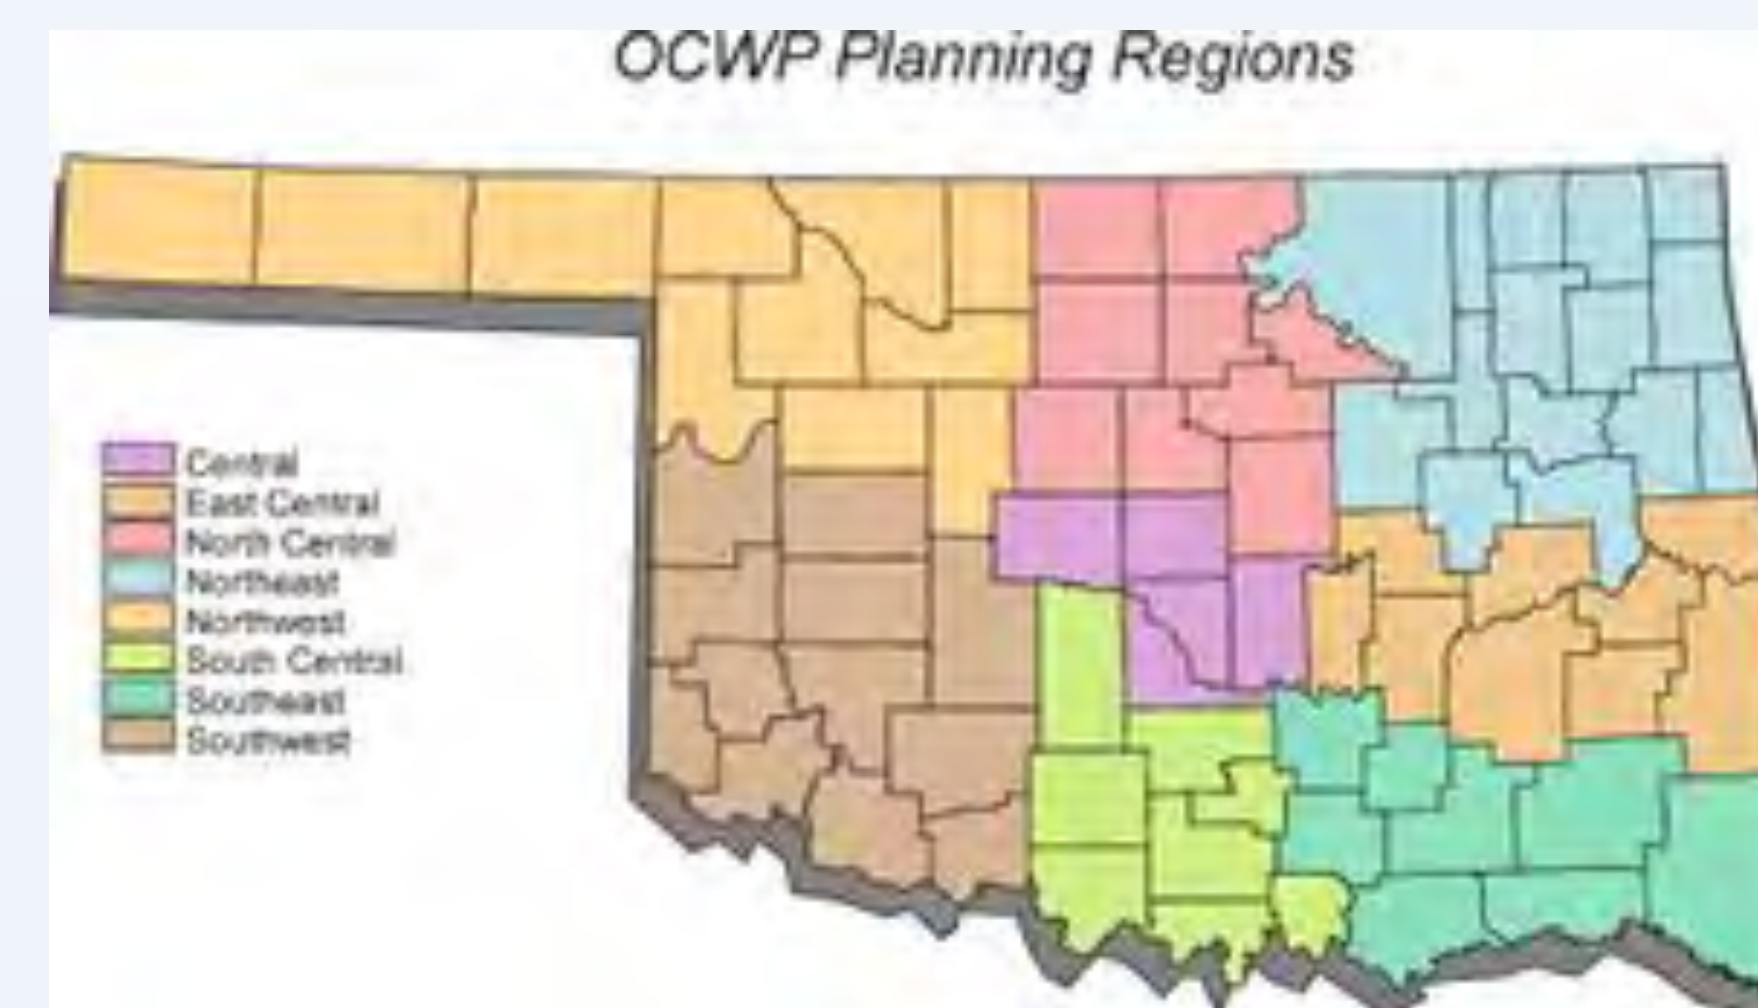 OCWP Planning Regions
Central
East Central
North Central
Northeast
Northwest
South Central
Southeast
Southwest